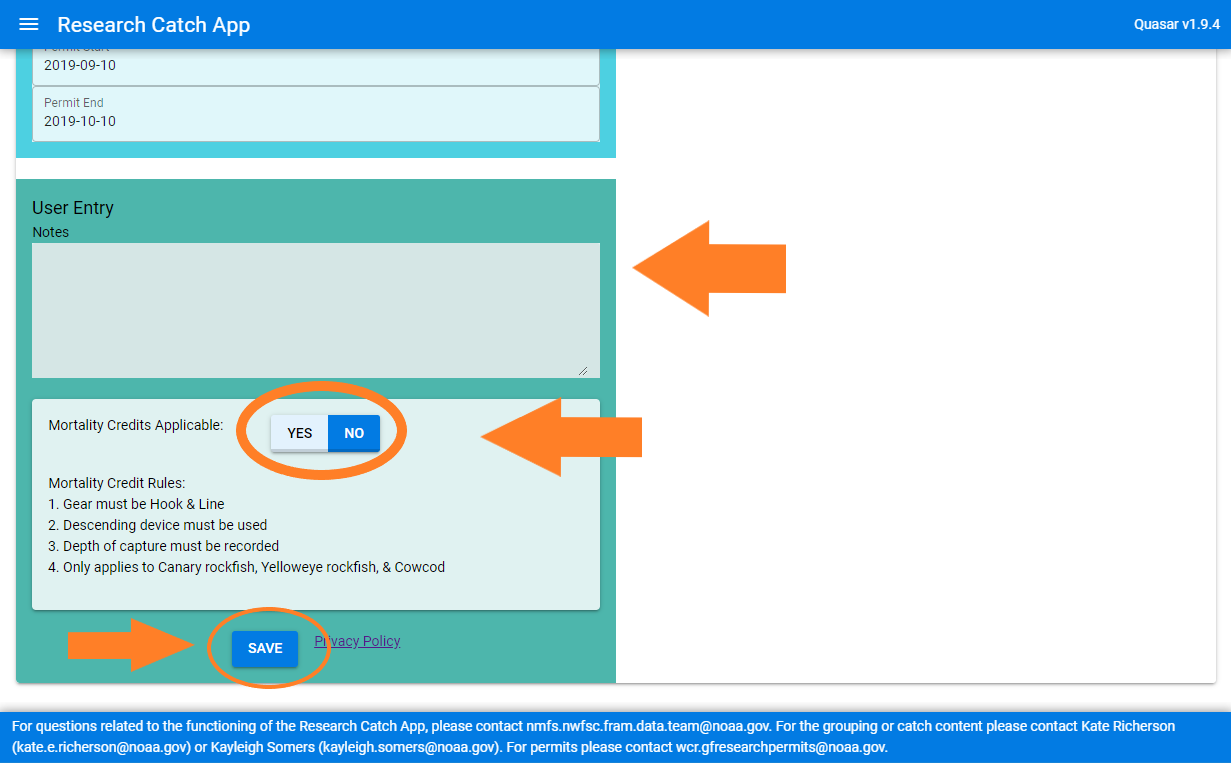 Research Catch App
Quasar v1.9.4
Permit Start
2019-09-10
Permit End
2019-10-10
User Entry
Notes
Mortality Credits Applicable:
YES
NO
Mortality Credit Rules:
1. Gear must be Hook & Line
2. Descending device must be used
3. Depth of capture must be recorded
4. Only applies to Canary rockfish, Yelloweye rockfish, & Cowcod
SAVE
Privacy Policy
For questions related to the functioning of the Research Catch App, please contact nmfs.nwfsc.fram.data.team@noaa.gov. For the grouping or catch content please contact Kate Richerson
(kate.e.richerson@noaa.gov) or Kayleigh Somers (kayleigh.somers@noaa.gov). For permits please contact wcr.gfresearchpermits@noaa.gov.